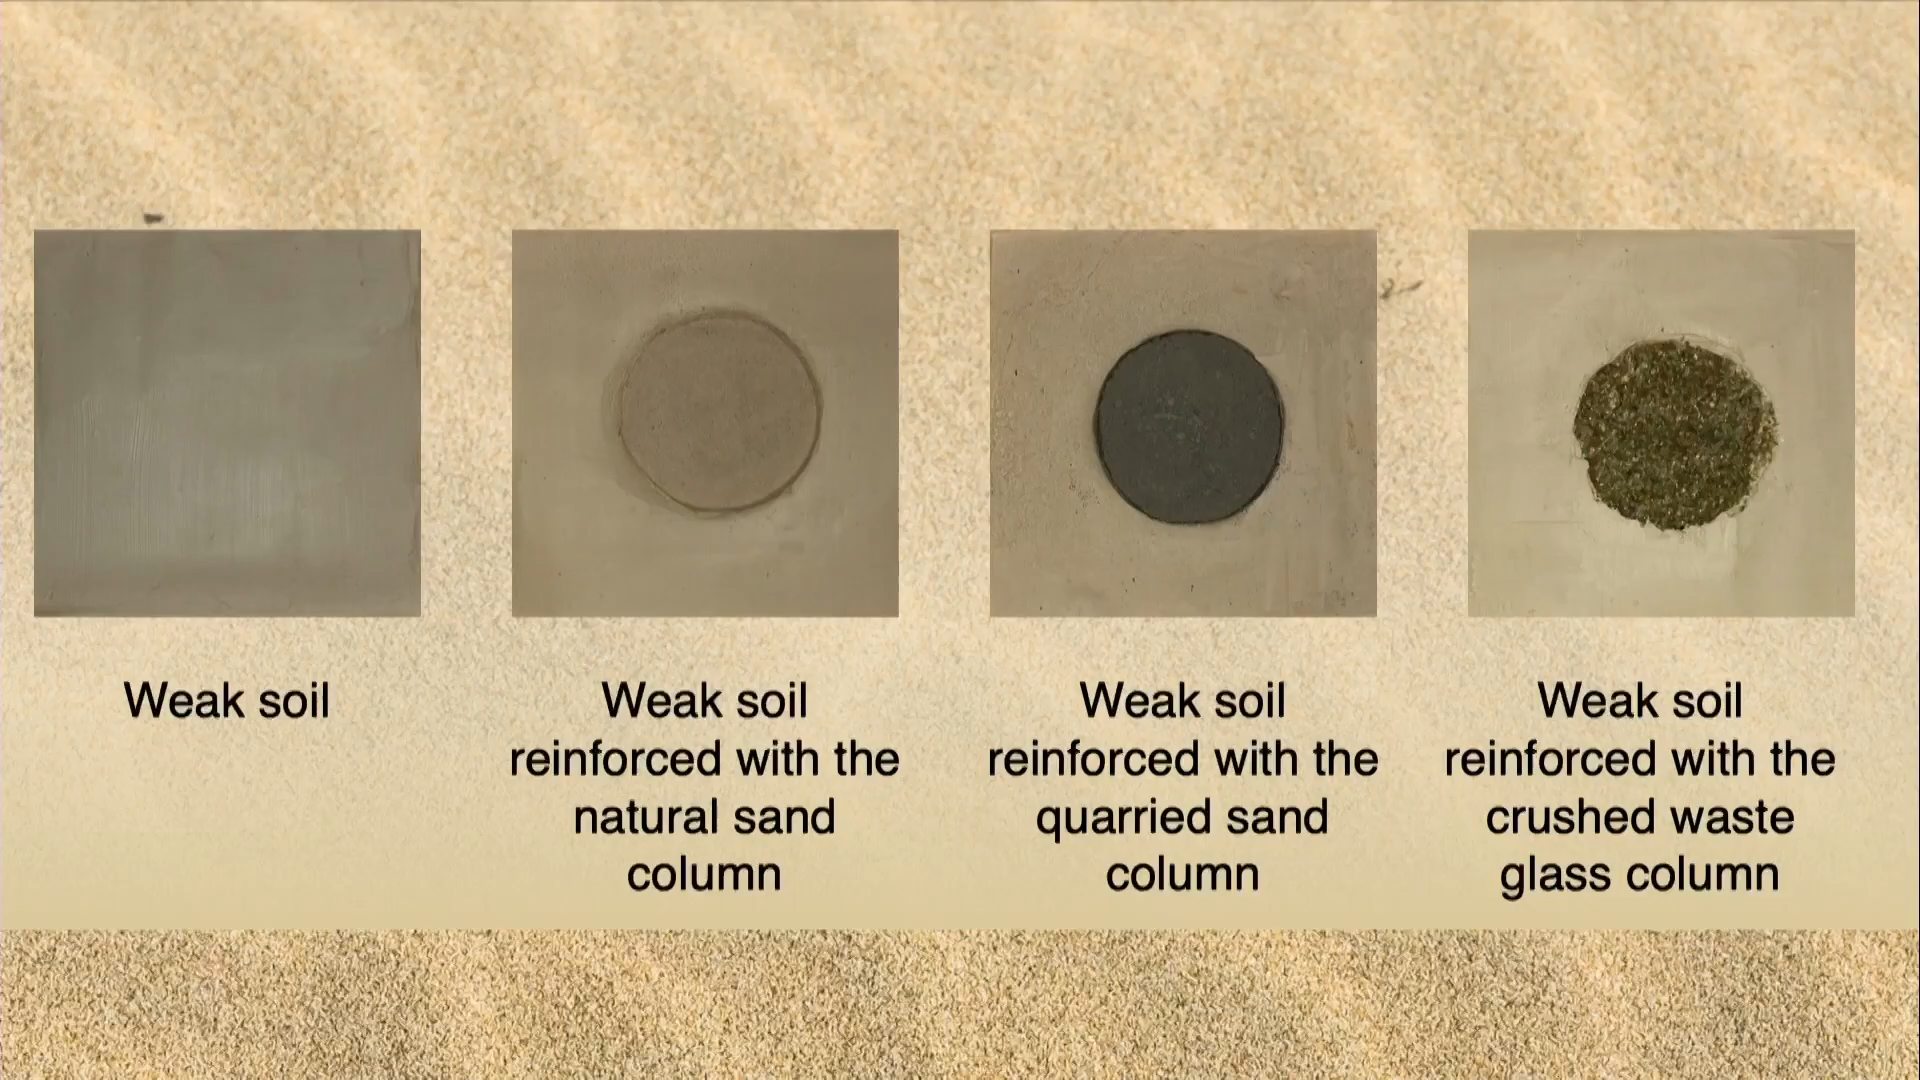 Weak soil
Weak soil
reinforced with the
natural sand
column
Weak soil
reinforced with the
quarried sand
column
Weak soil
reinforced with the
crushed waste
glass column